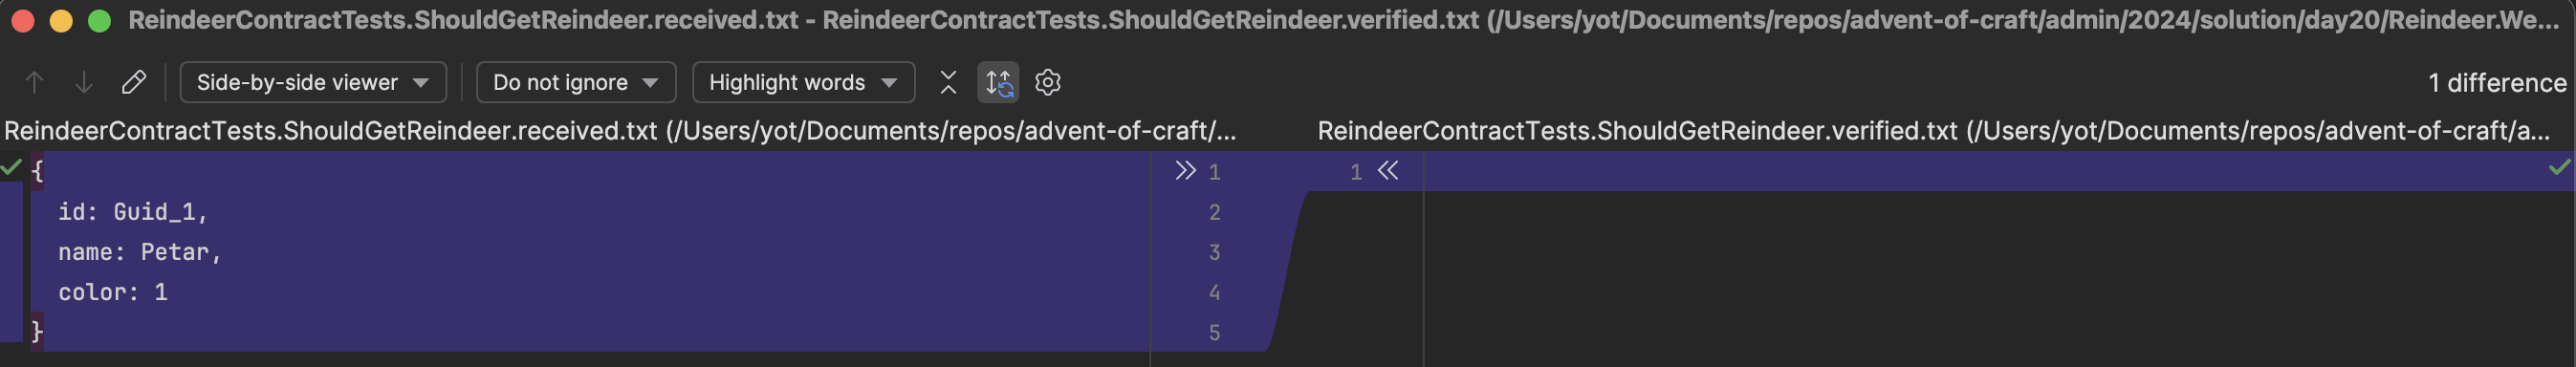 ReindeerContractTests.ShouldGetReindeer.received.txt - ReindeerContractTests.ShouldGetReindeer.verified.txt (/Users/yot/Documents/repos/advent-of-craft/admin/2024/solution/day20/Reindeer.We...
Side-by-side viewer Do not ignore Highlight words 1 difference
ReindeerContractTests.ShouldGetReindeer.received.txt (/Users/yot/Documents/repos/advent-of-craft/... ReindeerContractTests.ShouldGetReindeer.verified.txt (/Users/yot/Documents/repos/advent-of-craft/a...
{ 1 1
id: Guid_1, 2
name: Petar, 3
color: 1 4
} 5